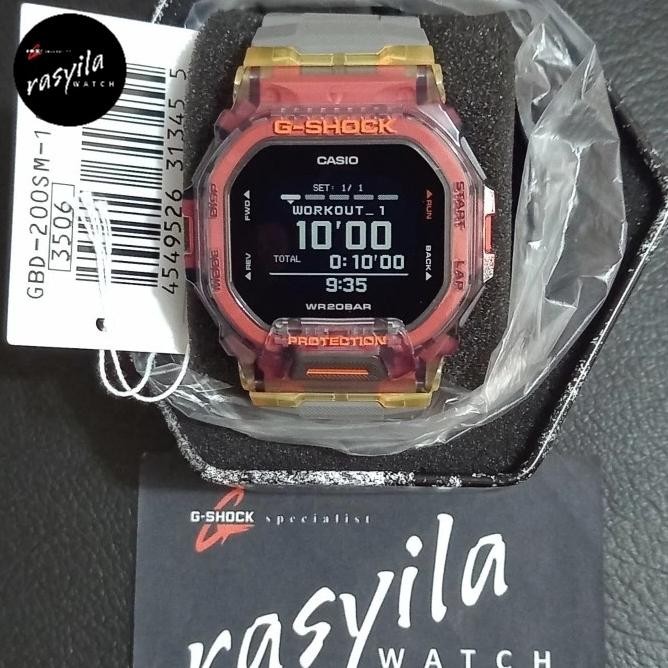 rasyila
WATCH
GBD-200SM-1
3506
4549526 31345 5
G-SHOCK
CASIO
DISP
START
MODE
LAP
FWD
REV
RUN
BACK
SET: 1/ 1
WORKOUT_1
10'00
TOTAL 0:10'00
9:35
WR20BAR
PROTECTION
G-SHOCK specialist
rasyila
WATCH